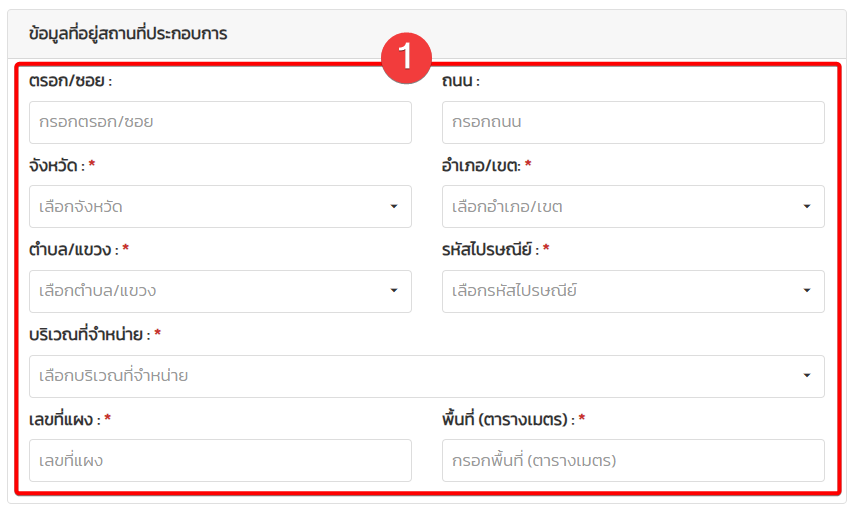 ข้อมูลที่อยู่สถานที่ประกอบการ
1
ตรอก/ซอย : ถนน :
กรอกตรอก/ซอย กรอกถนน
จังหวัด : * อำเภอ/เขต: *
เลือกจังหวัด เลือกอำเภอ/เขต
ตำบล/แขวง : * รหัสไปรษณีย์ : *
เลือกตำบล/แขวง เลือกรหัสไปรษณีย์
บริเวณที่จำหน่าย : *
เลือกบริเวณที่จำหน่าย
เลขที่แผง : * พื้นที่ (ตารางเมตร) : *
เลขที่แผง กรอกพื้นที่ (ตารางเมตร)